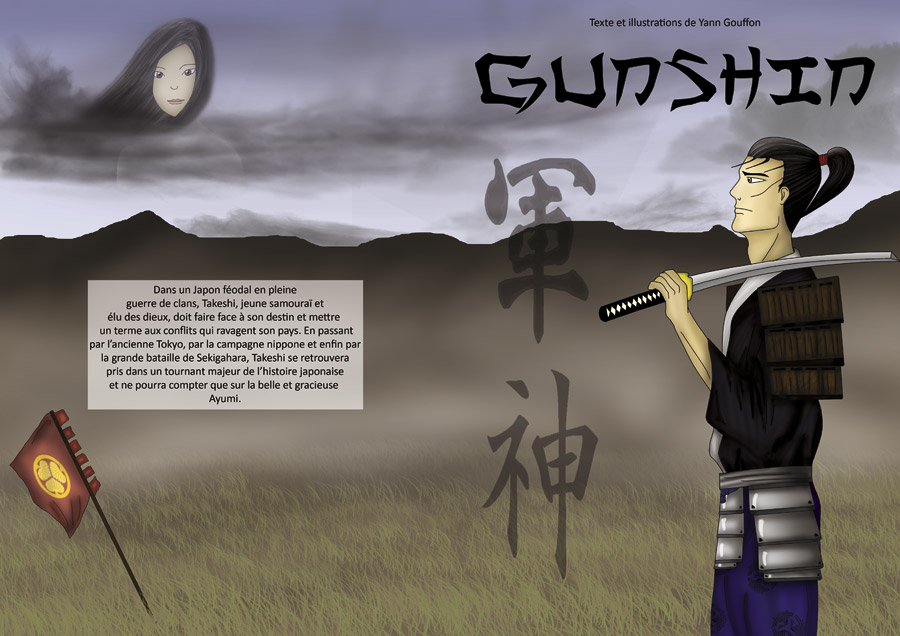 Texte et illustrations de Yann Gouffon
GUNSHIN
軍
神
Dans un Japon féodal en pleine
guerre de clans, Takeshi, jeune samouraï et
élu des dieux, doit faire face à son destin et mettre
un terme aux conflits qui ravagent son pays. En passant
par l’ancienne Tokyo, par la campagne nippone et enfin par
la grande bataille de Sekigahara, Takeshi se retrouvera
pris dans un tournant majeur de l’histoire japonaise
et ne pourra compter que sur la belle et gracieuse
Ayumi.